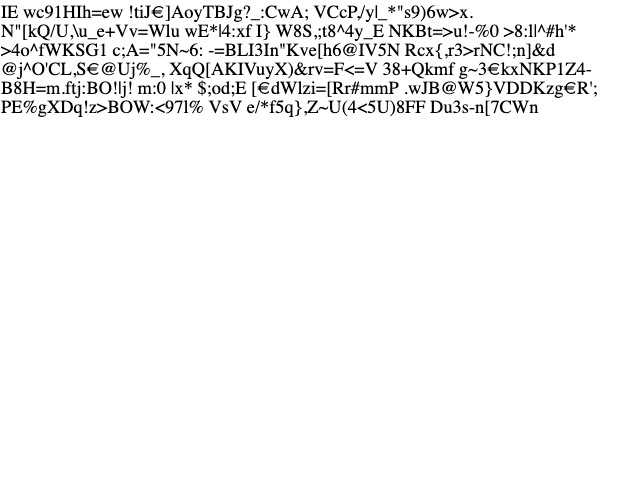 IE wc91HIh=ew !tiJ€]AoyTBJg?_:CwA; VCcP,/y|_*"s9)6w>x.
N"[kQ/U,\u_e+Vv=Wlu wE*|4:xf I} W8S,;t8^4y_E NKBt=>u!-%0 >8:l|^#h'*
>4o^fWKSG1 c;A="5N~6: -=BLI3In"Kve[h6@IV5N Rcx{,r3>rNC!;n]&d
@j^O'CL,S€@Uj%_, XqQ[AKIVuyX)&rv=F<=V 38+Qkmf g~3€kxNKP1Z4-
B8H=m.ftj:BO!|j! m:0 |x* $;od;E [€dWlzi=[Rr#mmP .wJB@W5}VDDKzg€R';
PE%gXDq!z>BOW:<97l% VsV e/*f5q},Z~U(4<5U)8FF Du3s-n[7CWn